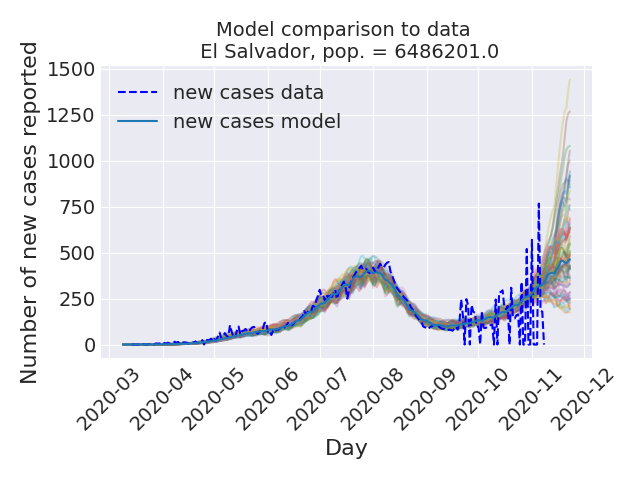 Model comparison to data
El Salvador, pop. = 6486201.0
Number of new cases reported
1500
1250
1000
750
500
250
0
new cases data
new cases model
2020-03
2020-04
2020-05
2020-06
2020-07
2020-08
2020-09
2020-10
2020-11
2020-12
Day